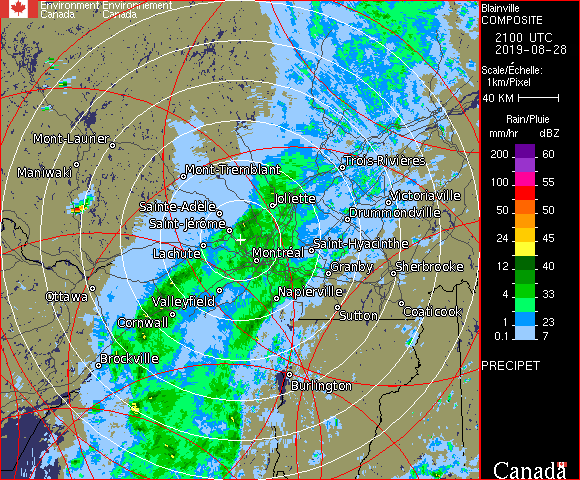 Environment Environnement
Canada Canada
Blainville
COMPOSITE
2100 UTC
2019-08-28
Scale/Échelle:
1km/Pixel
40 KM
Rain/Pluie
mm/hr dBZ
200 60
150 57
100 55
50 50
24 45
12 40
4 33
1 23
0.1 7
PRECIPET
Canada
Mont-Laurier
Maniwaki
Mont-Tremblant
Trois-Rivières
Victoriaville
Sainte-Adèle
Joliette
Drummondville
Saint-Jérôme
Lachute
Montréal
Saint-Hyacinthe
Granby
Sherbrooke
Ottawa
Valleyfield
Napierville
Cornwall
Sutton
Coaticook
Brockville
Burlington